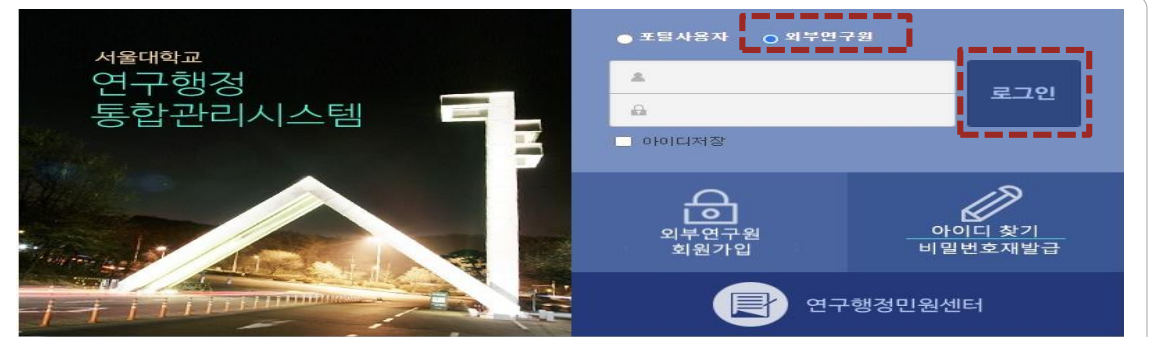 서울대학교
연구행정
통합관리시스템
포털사용자 외부연구원
로그인
아이디저장
외부연구원
회원가입
아이디 찾기
비밀번호재발급
연구행정민원센터